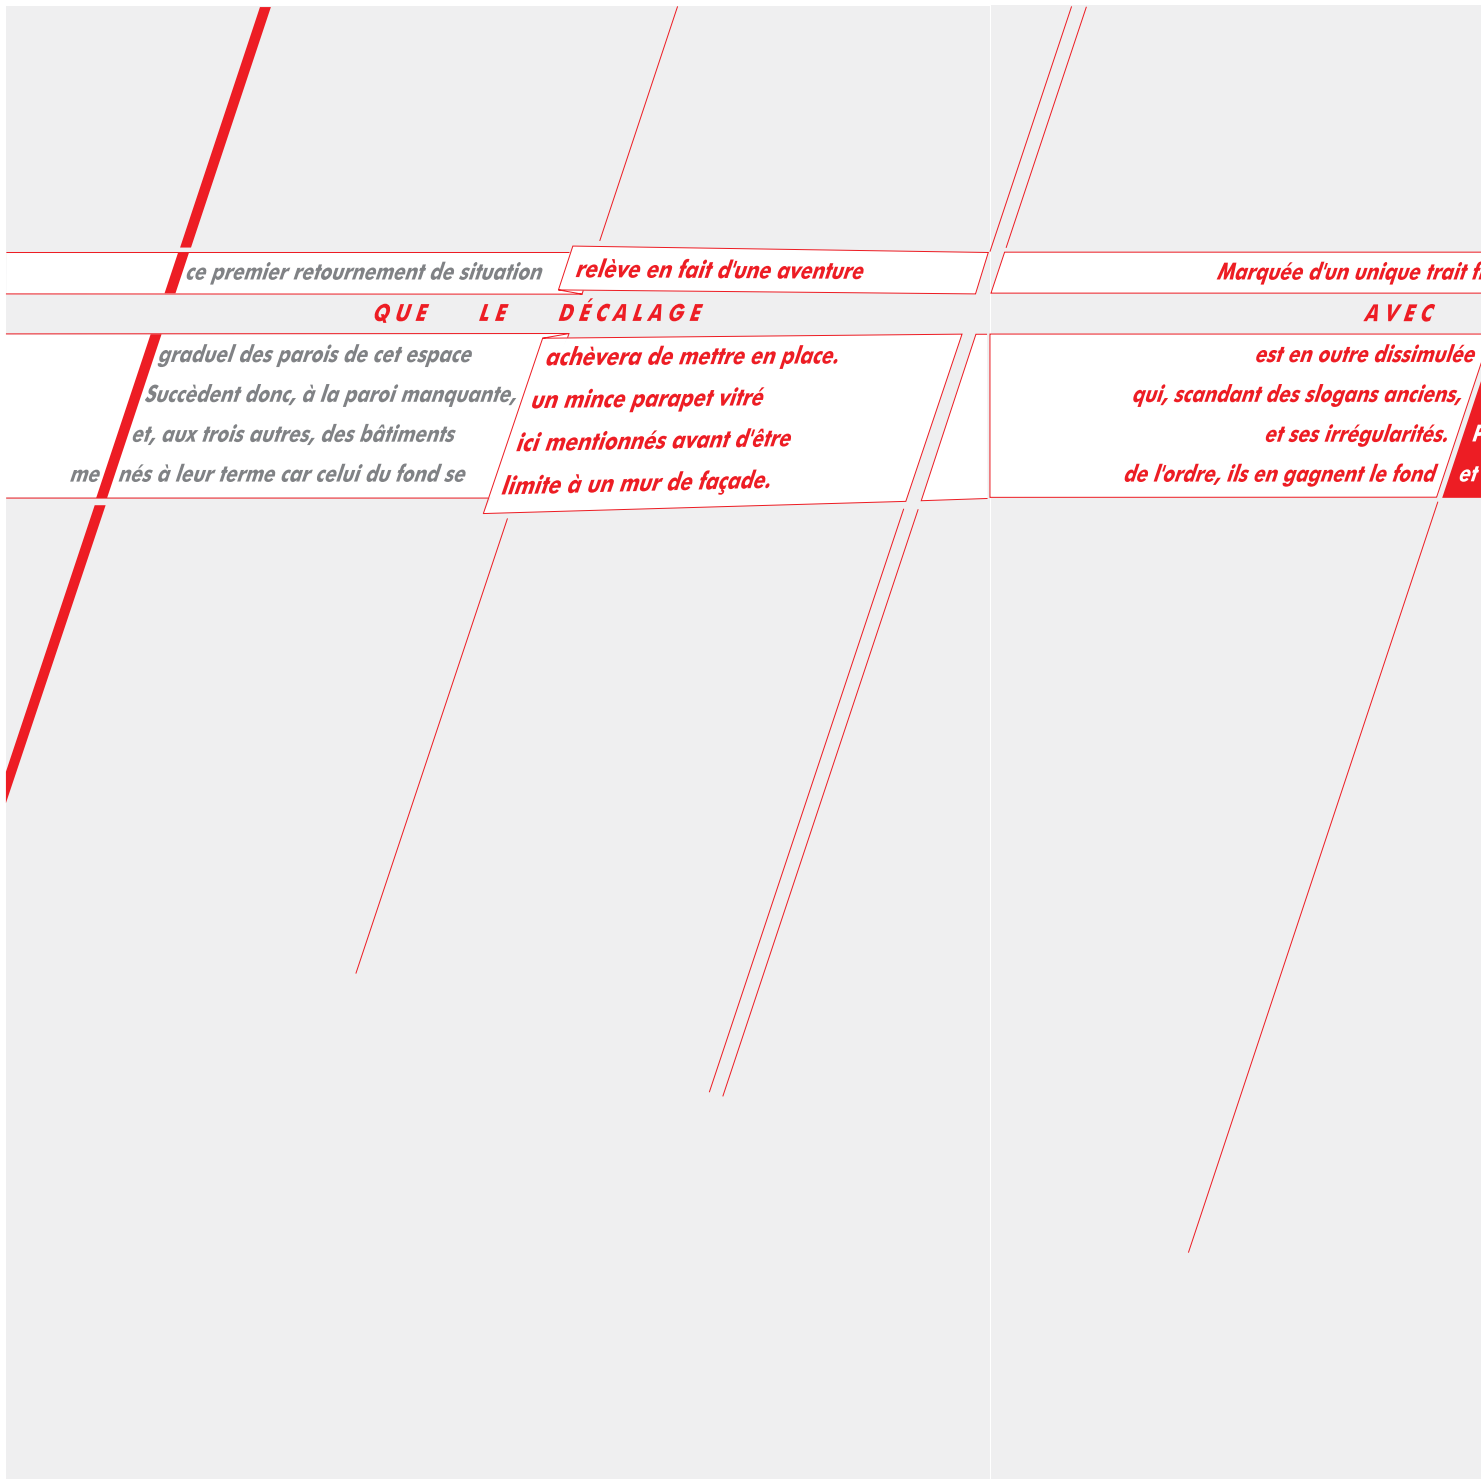 ce premier retournement de situation relève en fait d'une aventure
QUE LE DÉCALAGE
graduel des parois de cet espace achèvera de mettre en place.
Succèdent donc, à la paroi manquante, un mince parapet vitré
et, aux trois autres, des bâtiments ici mentionnés avant d'être
me nés à leur terme car celui du fond se limite à un mur de façade.
Marquée d'un unique trait
AVEC
est en outre dissimulée
qui, scandant des slogans anciens,
et ses irrégularités.
de l'ordre, ils en gagnent le fond et